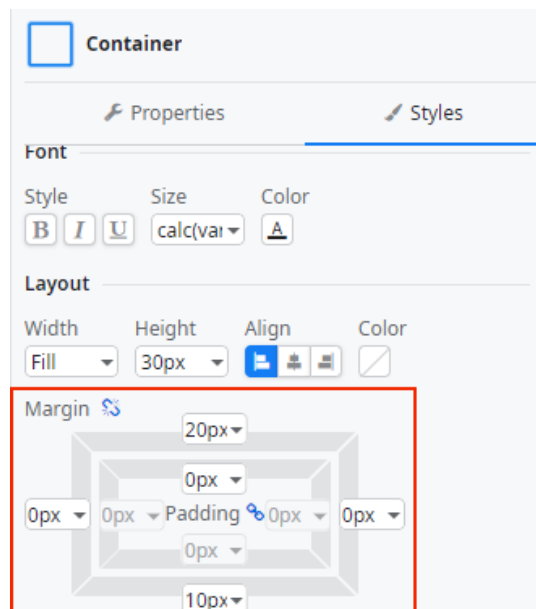 Container
Properties Styles
Font
Style Size Color
B I U calc(var A
Layout
Width Height Align Color
Fill 30px
Margin
20px
0px
0px 0px Padding 0px 0px
0px
10px